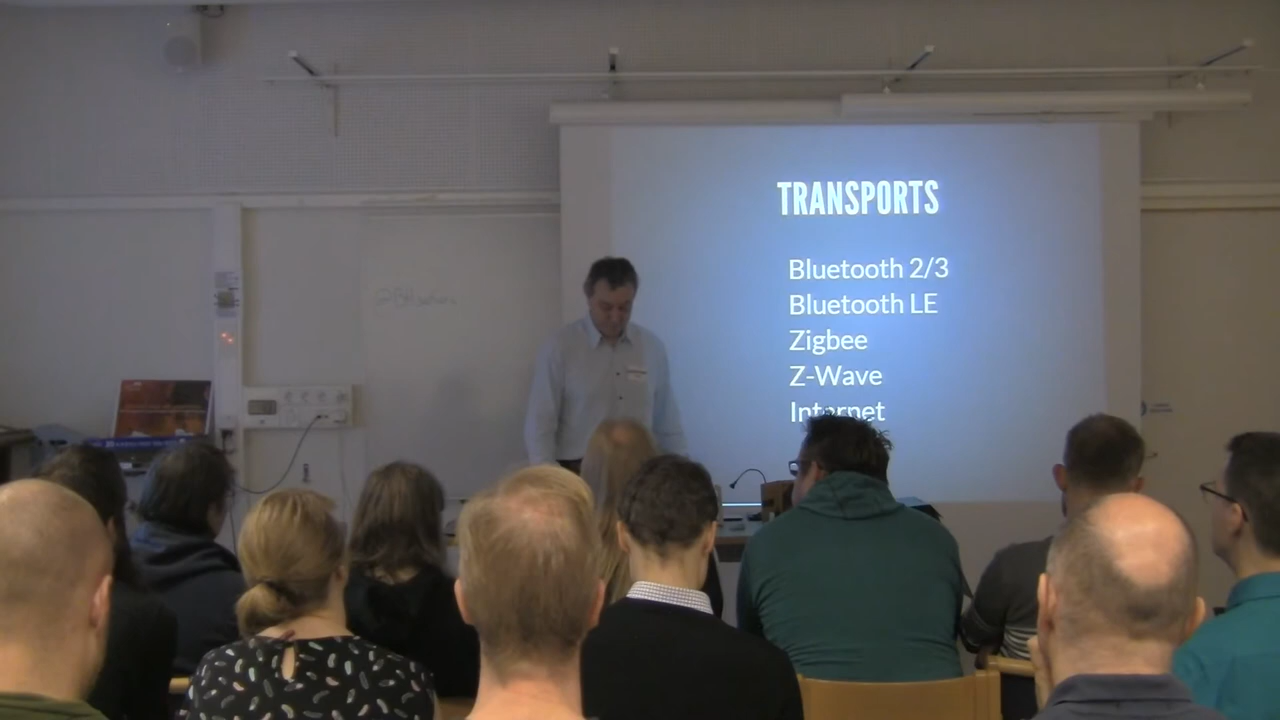 TRANSPORTS
Bluetooth 2/3
Bluetooth LE
Zigbee
Z-Wave
Internet